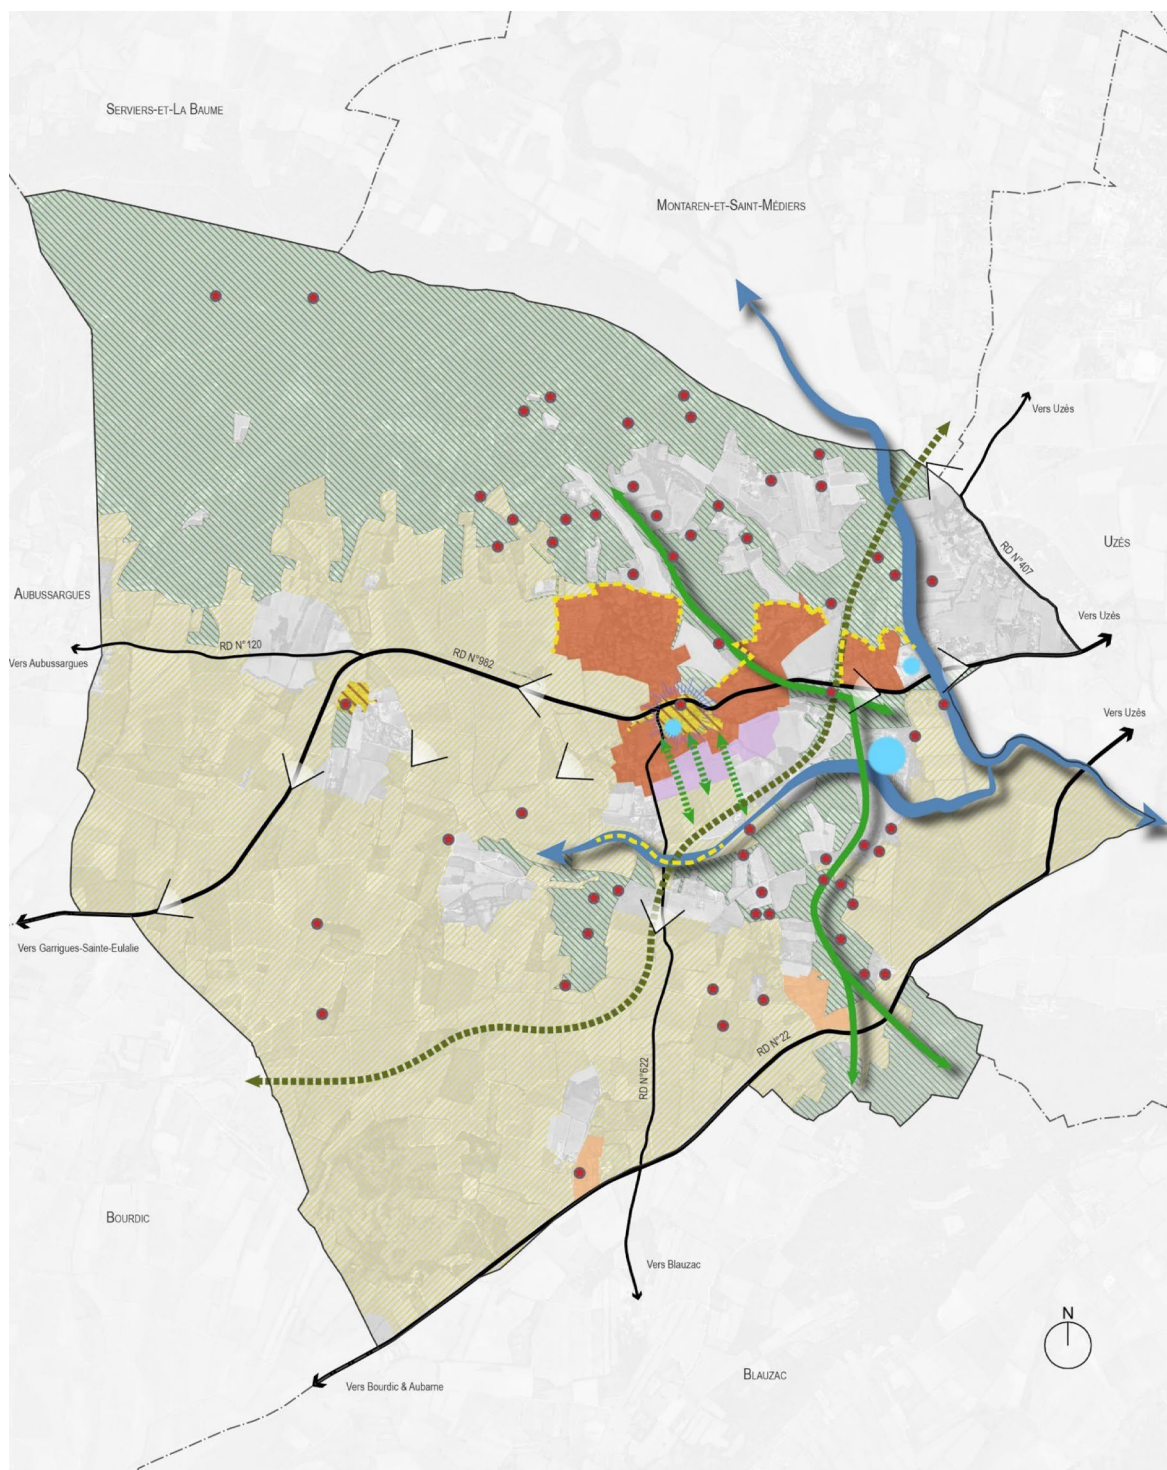 SERVIERS-ET-LA BAUME
MONTAREN-ET-SAINT-MÉDIERS
Vers Uzès
UZÈS
RD N°407
AUBUSSARGUES
Vers Uzès
RD N°120
Vers Aubussargues
RD N°982
Vers Uzès
Vers Garrigues-Sainte-Eulalie
RD N°22
RD N°622
BOURDIC
Vers Blauzac
N
BLAUZAC
Vers Bourdic & Aubarne